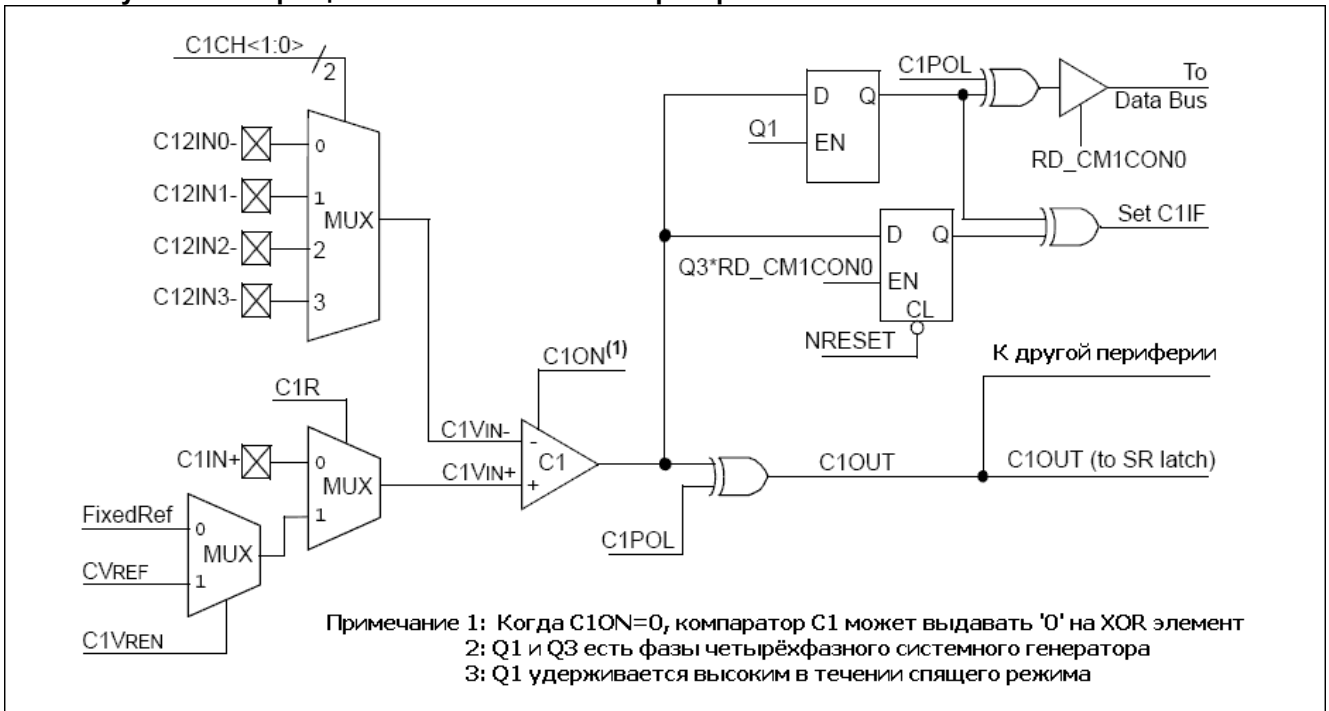 C1CH<1:0>
2
C12IN0-
0
C12IN1-
1
MUX
C12IN2-
2
C12IN3-
3
C1R
C1IN+
0
MUX
1
FixedRef
0
MUX
CVREF
1
C1VREN
C1ON(1)
C1VIN-
-
C1
C1VIN+
+
D Q
Q1
EN
C1POL
To
Data Bus
RD_CM1CON0
D Q
Q3*RD_CM1CON0
EN
CL
NRESET
Set C1IF
К другой периферии
C1OUT
C1OUT (to SR latch)
C1POL
Примечание 1: Когда C1ON=0, компаратор C1 может выдавать '0' на XOR элемент
2: Q1 и Q3 есть фазы четырёхфазного системного генератора
3: Q1 удерживается высоким в течении спящего режима